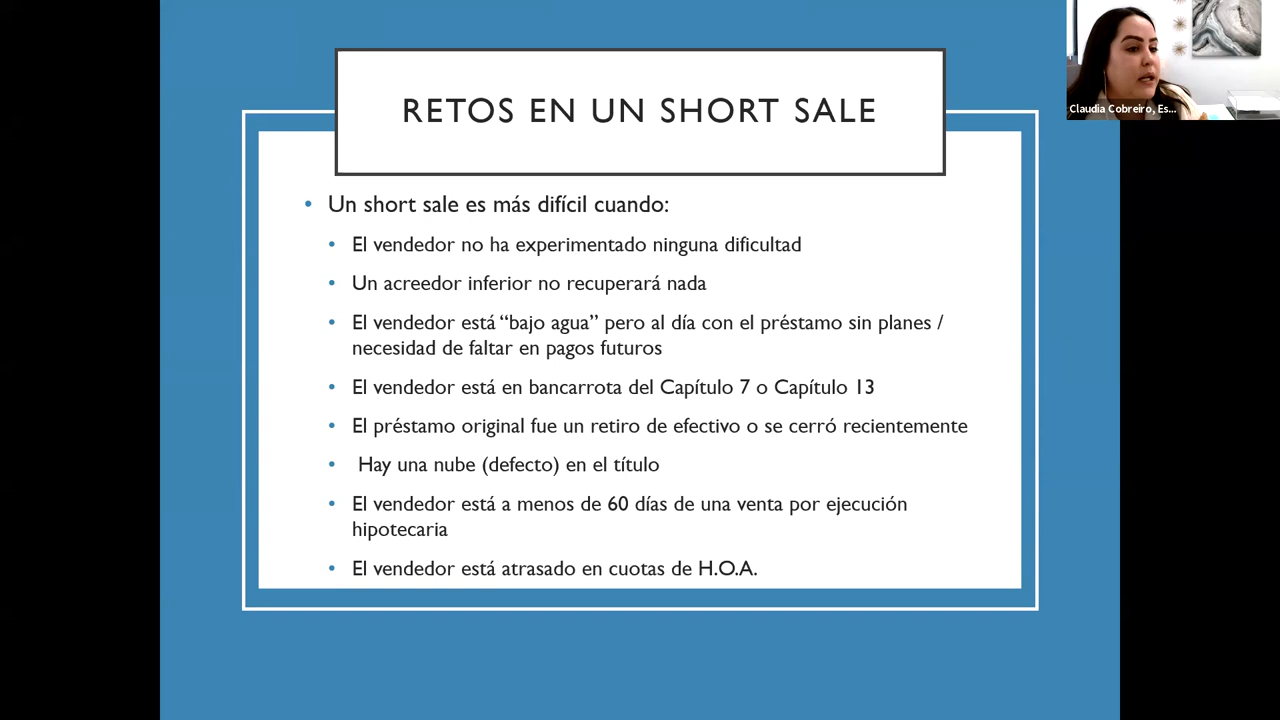 RETOS EN UN SHORT SALE
Claudia Cobreiro, Es...
• Un short sale es más difícil cuando:
• El vendedor no ha experimentado ninguna dificultad
• Un acreedor inferior no recuperará nada
• El vendedor está “bajo agua” pero al día con el préstamo sin planes /
necesidad de faltar en pagos futuros
• El vendedor está en bancarrota del Capítulo 7 o Capítulo 13
• El préstamo original fue un retiro de efectivo o se cerró recientemente
• Hay una nube (defecto) en el título
• El vendedor está a menos de 60 días de una venta por ejecución
hipotecaria
• El vendedor está atrasado en cuotas de H.O.A.